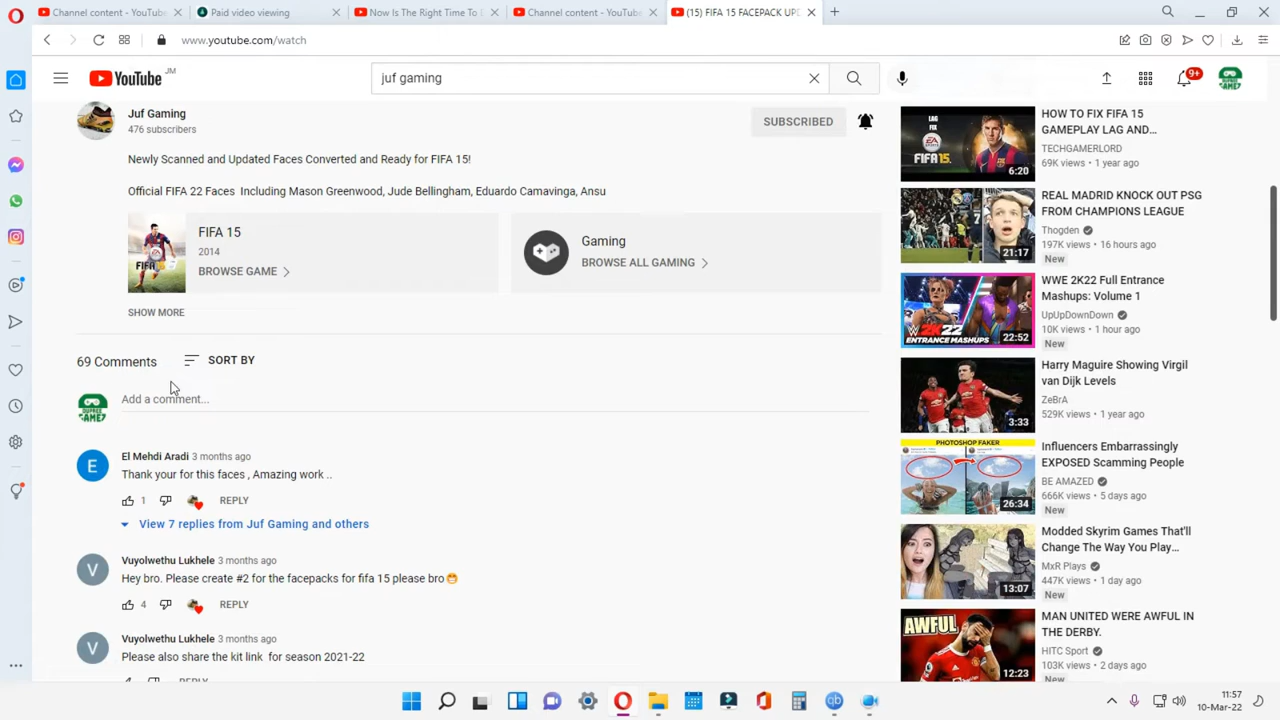 Channel content - YouTube
Paid video viewing
Now Is The Right Time To E
Channel content - YouTube
(15) FIFA 15 FACEPACK UPD
www.youtube.com/watch
YouTube JM
juf gaming
9+
Juf Gaming
476 subscribers
SUBSCRIBED
Newly Scanned and Updated Faces Converted and Ready for FIFA 15!
Official FIFA 22 Faces Including Mason Greenwood, Jude Bellingham, Eduardo Camavinga, Ansu
FIFA 15
2014
BROWSE GAME
Gaming
BROWSE ALL GAMING
SHOW MORE
69 Comments
SORT BY
Add a comment...
El Mehdi Aradi 3 months ago
Thank your for this faces , Amazing work ..
1 REPLY
View 7 replies from Juf Gaming and others
Vuyolwethu Lukhele 3 months ago
Hey bro. Please create #2 for the facepacks for fifa 15 please bro
4 REPLY
Vuyolwethu Lukhele 3 months ago
Please also share the kit link for season 2021-22
REPLY
LAG
FIX
FIFA15
6:20
HOW TO FIX FIFA 15
GAMEPLAY LAG AND...
TECHGAMERLORD
69K views • 1 year ago
21:17
REAL MADRID KNOCK OUT PSG
FROM CHAMPIONS LEAGUE
Thogden
197K views • 16 hours ago
New
2K22 ENTRANCE
MASHUPS
22:52
WWE 2K22 Full Entrance
Mashups: Volume 1
UpUpDownDown
10K views • 1 hour ago
New
3:33
Harry Maguire Showing Virgil
van Dijk Levels
ZeBRA
529K views • 1 year ago
PHOTOSHOP FAKER
26:34
Influencers Embarrassingly
EXPOSED Scamming People
BE AMAZED
666K views • 5 days ago
New
13:07
Modded Skyrim Games That'll
Change The Way You Play...
MxR Plays
447K views • 1 day ago
New
AWFUL
12:23
MAN UNITED WERE AWFUL IN
THE DERBY.
HITC Sport
103K views • 2 days ago
New
11:57
10-Mar-22